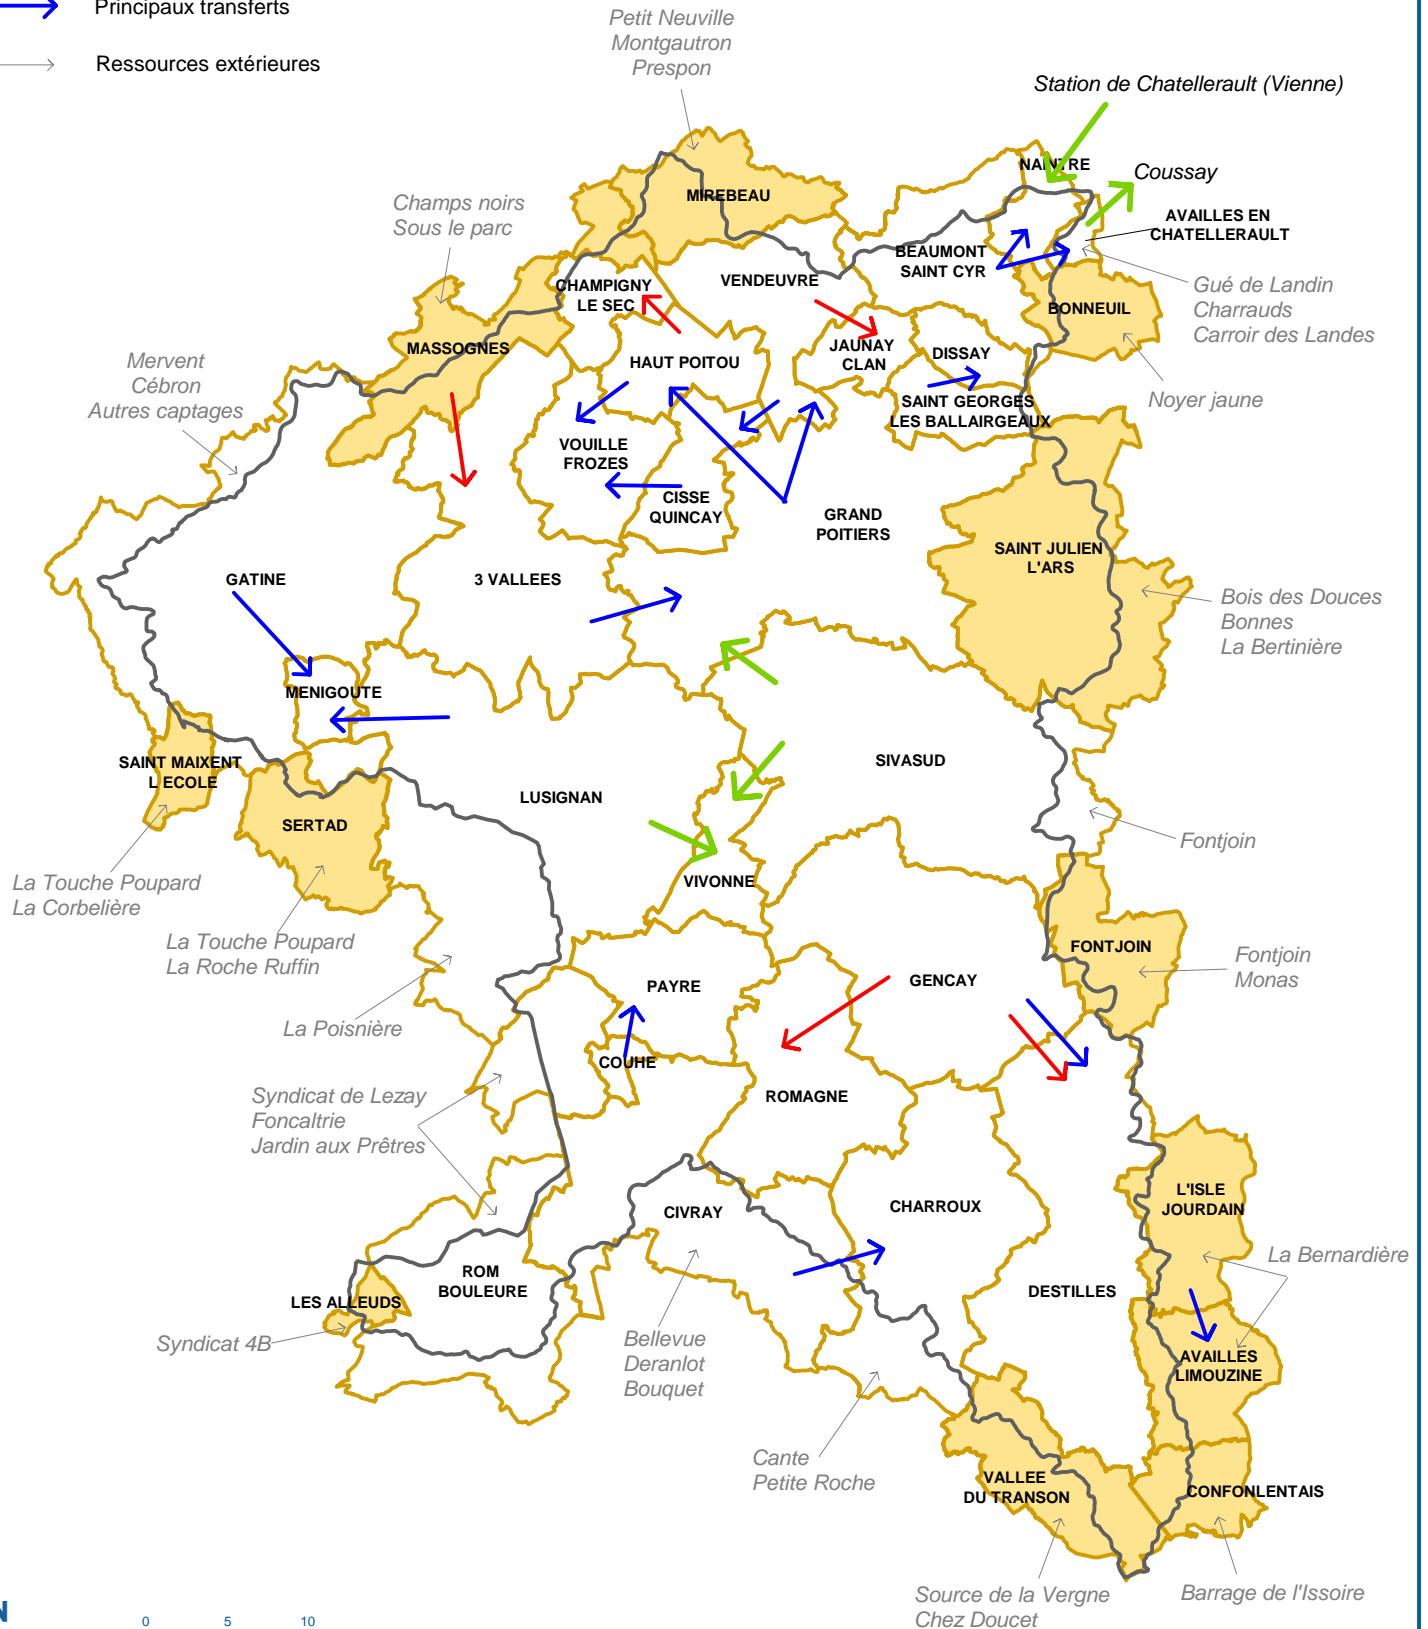 Principaux transferts
Ressources extérieures
Petit Neuville
Montgautron
Prespon
Station de Chatellerault (Vienne)
NAINTRE
Coussay
MIREBEAU
Champs noirs
Sous le parc
AVAILLES EN
CHATELLERAULT
BEAUMONT
SAINT CYR
VENDEUVRE
CHAMPIGNY
LE SEC
Gué de Landin
Charrauds
Carroir des Landes
BONNEUIL
MASSOGNES
JAUNAY
CLAN
DISSAY
HAUT POITOU
Mervent
Cébron
Autres captages
Noyer jaune
SAINT GEORGES
LES BALLAIRGEAUX
VOUILLE
FROZES
CISSE
QUINCAY
GRAND
POITIERS
SAINT JULIEN
L'ARS
GATINE
3 VALLEES
Bois des Douces
Bonnes
La Bertinière
MENIGOUTE
SAINT MAIXENT
L ECOLE
SIVASUD
LUSIGNAN
SERTAD
Fontjoin
La Touche Poupard
La Corbelière
VIVONNE
La Touche Poupard
La Roche Ruffin
FONTJOIN
Fontjoin
Monas
PAYRE
GENCAY
La Poisnière
COUHE
ROMAGNE
Syndicat de Lezay
Foncaltrie
Jardin aux Prêtres
L'ISLE
JOURDAIN
CIVRAY
CHARROUX
La Bernardière
ROM
BOULEURE
DESTILLES
LES ALLEUDS
Syndicat 4B
Bellevue
Deranlot
Bouquet
AVAILLES
LIMOUZINE
Cante
Petite Roche
VALLEE
DU TRANSON
CONFONLENTAIS
Source de la Vergne
Chez Doucet
Barrage de l'Issoire
N
0 5 10